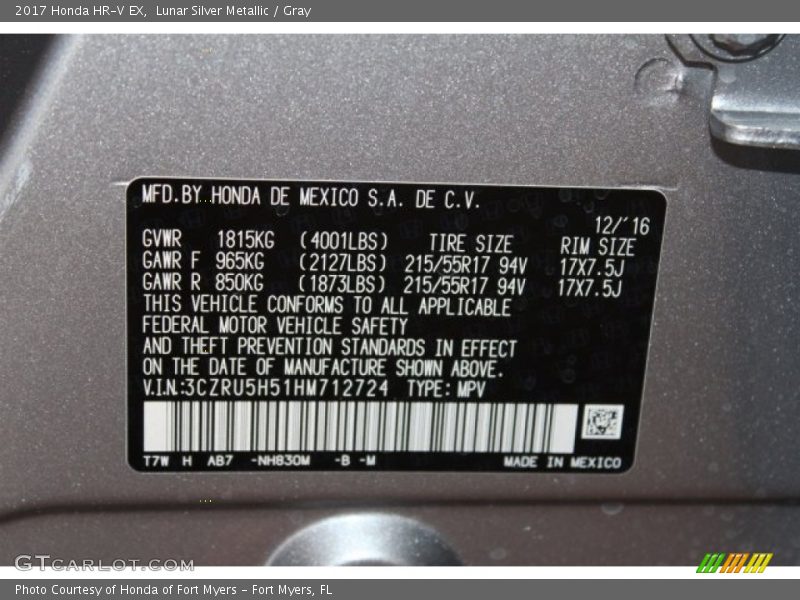 2017 Honda HR-V EX, Lunar Silver Metallic / Gray
MFD.BY HONDA DE MEXICO S.A. DE C.V.
12/'16
GVWR 1815KG (4001LBS) TIRE SIZE RIM SIZE
GAWR F 965KG (2127LBS) 215/55R17 94V 17X7.5J
GAWR R 850KG (1873LBS) 215/55R17 94V 17X7.5J
THIS VEHICLE CONFORMS TO ALL APPLICABLE
FEDERAL MOTOR VEHICLE SAFETY
AND THEFT PREVENTION STANDARDS IN EFFECT
ON THE DATE OF MANUFACTURE SHOWN ABOVE.
V.I.N:3CZRU5H51HM712724 TYPE: MPV
T7W H AB7 -NH830M -B -M MADE IN MEXICO
GTCARLOT.COM
Photo Courtesy of Honda of Fort Myers - Fort Myers, FL